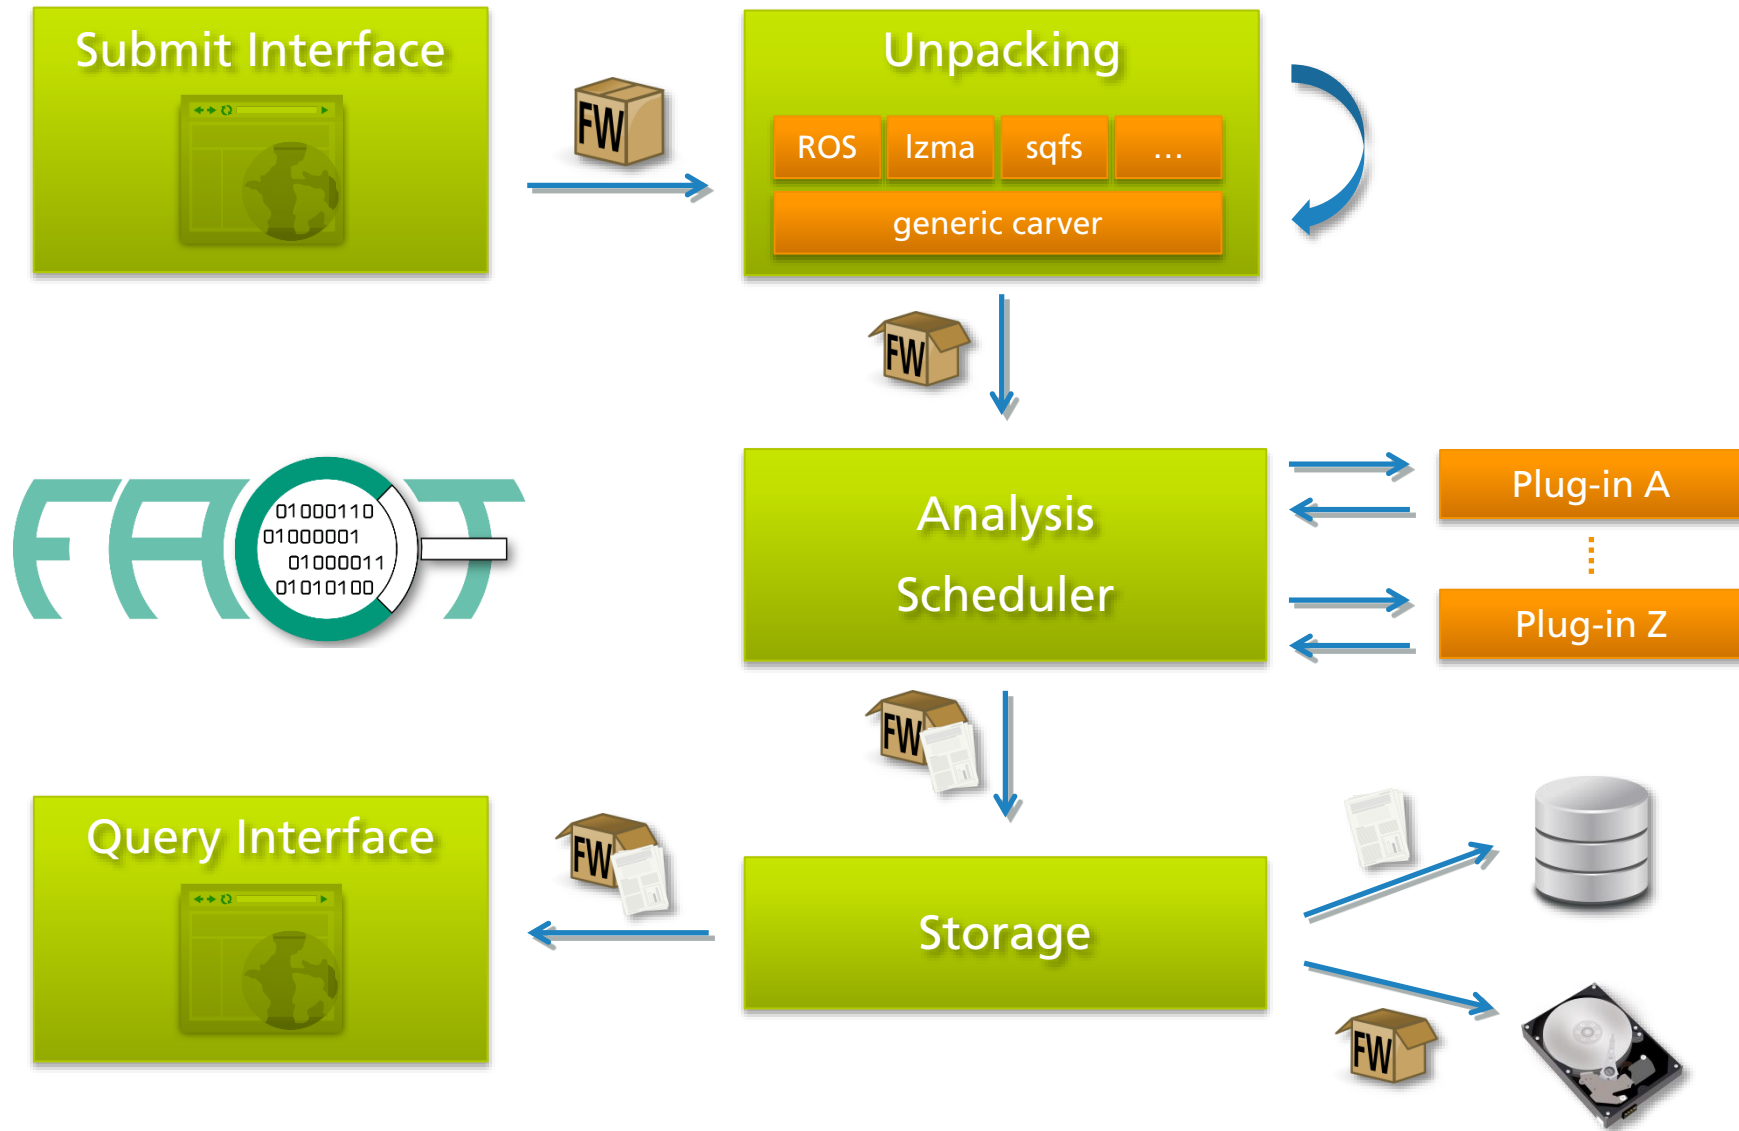 Submit Interface
FW
Unpacking
ROS
lzma
sqfs
...
generic carver
FW
FACT
01000110
01000001
01000011
01010100
Analysis
Scheduler
Plug-in A
Plug-in Z
FW
Query Interface
FW
Storage
FW